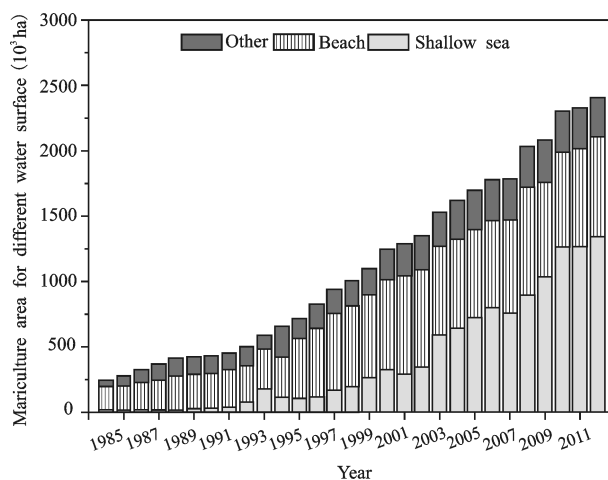 Mariculture area for different water surface (10³ha)
3000
2500
2000
1500
1000
500
0
Other Beach Shallow sea
1985 1987 1989 1991 1993 1995 1997 1999 2001 2003 2005 2007 2009 2011
Year